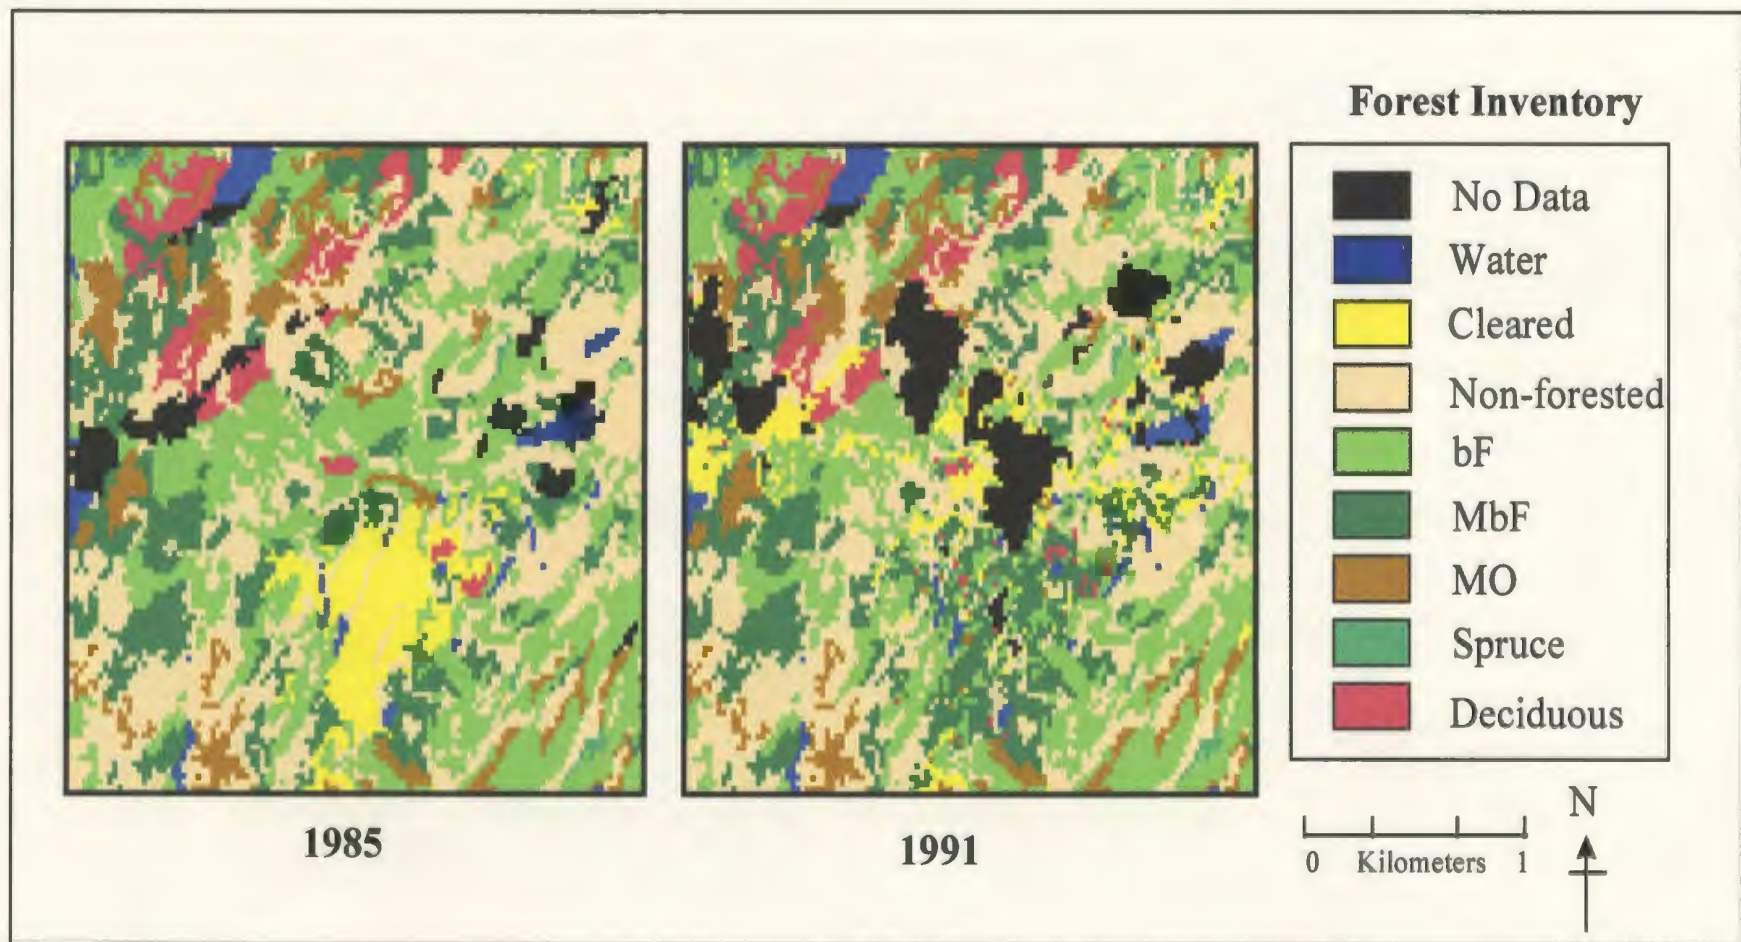 Forest Inventory
No Data
Water
Cleared
Non-forested
bF
MbF
MO
Spruce
Deciduous
1985
1991
N
0 Kilometers 1